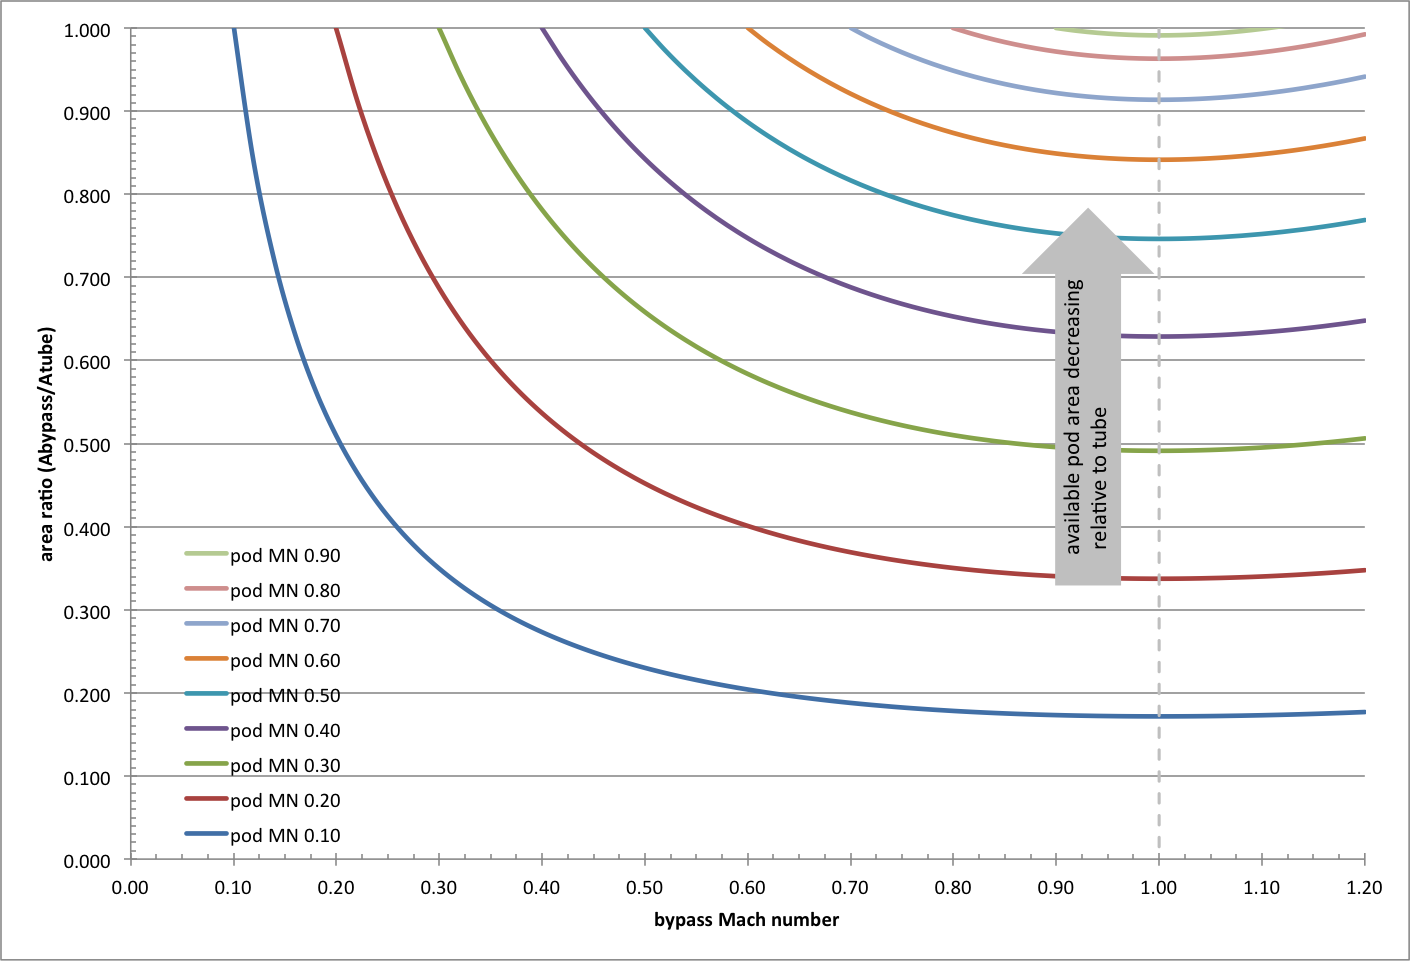 1.000
0.900
0.800
0.700
0.600
0.500
0.400
0.300
0.200
0.100
0.000
area ratio (Abypass/Atube)
available pod area decreasing
relative to tube
pod MN 0.90
pod MN 0.80
pod MN 0.70
pod MN 0.60
pod MN 0.50
pod MN 0.40
pod MN 0.30
pod MN 0.20
pod MN 0.10
0.00 0.10 0.20 0.30 0.40 0.50 0.60 0.70 0.80 0.90 1.00 1.10 1.20
bypass Mach number